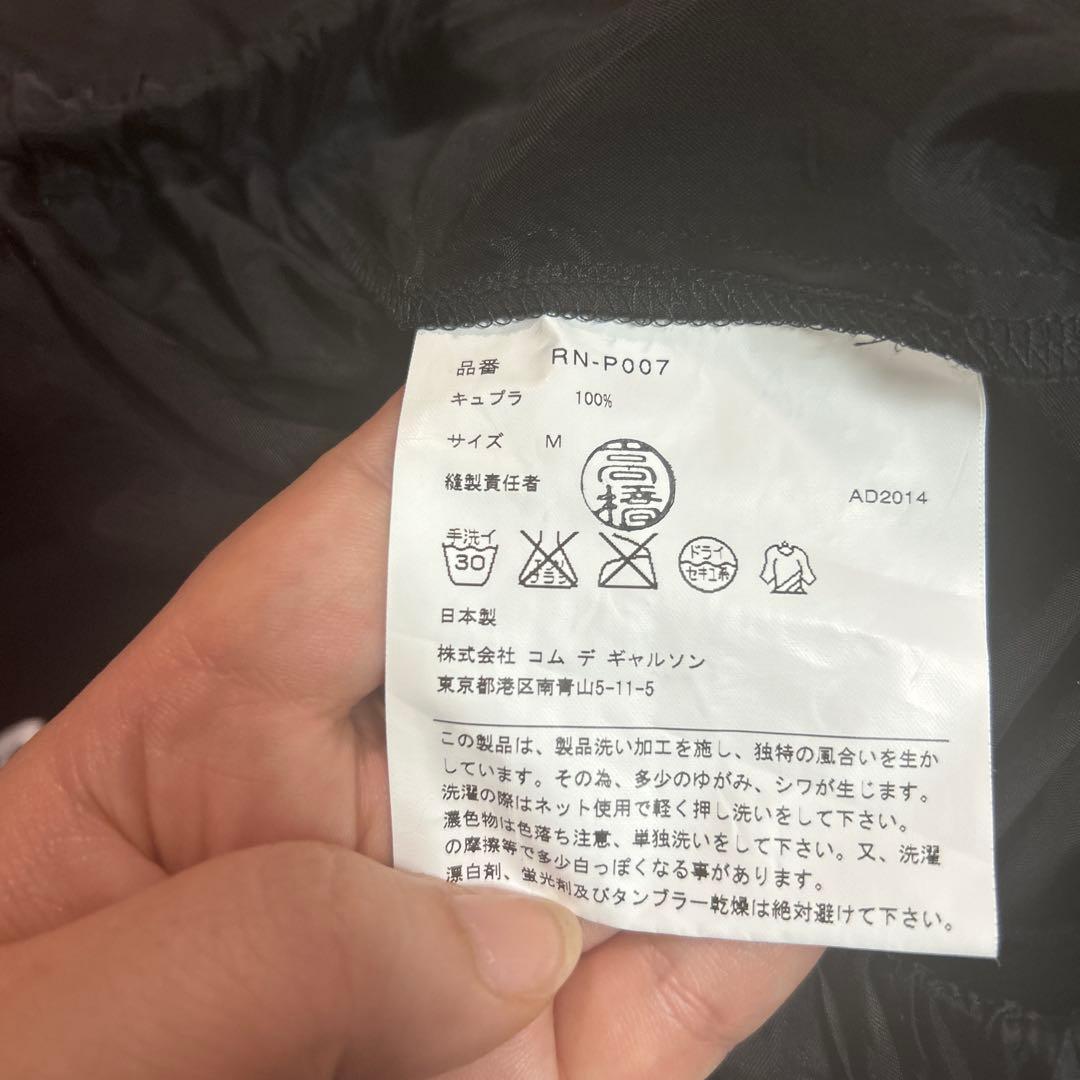 品番 RN-P007
キュプラ 100%
サイズ M
縫製責任者 高橋
AD2014
手洗イ
30
エンソ
サラシ
ドライ
セキユ系
日本製
株式会社 コム デ ギャルソン
東京都港区南青山5-11-5
この製品は、製品洗い加工を施し、独特の風合いを生か
しています。その為、多少のゆがみ、シワが生じます。
洗濯の際はネット使用で軽く押し洗いをして下さい。
濃色物は色落ち注意、単独洗いをして下さい。又、洗濯
の摩擦等で多少白っぽくなる事があります。
漂白剤、蛍光剤及びタンブラー乾燥は絶対避けて下さい。